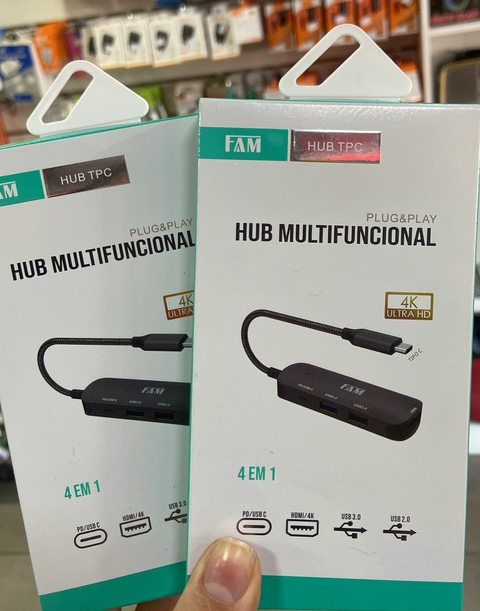 FAM
HUB TPC
PLUG&PLAY
HUB MULTIFUNCIONAL
4K
ULTRA HD
TIPO C
FAM
4 EM 1
PD/USB C
HDMI/4K
USB 3.0
USB 2.0
FAM
HUB TPC
PLUG&PLAY
HUB MULTIFUNCIONAL
4K
ULTRA
FAM
4 EM 1
PD/USB C
HDMI/4K
USB 3.0